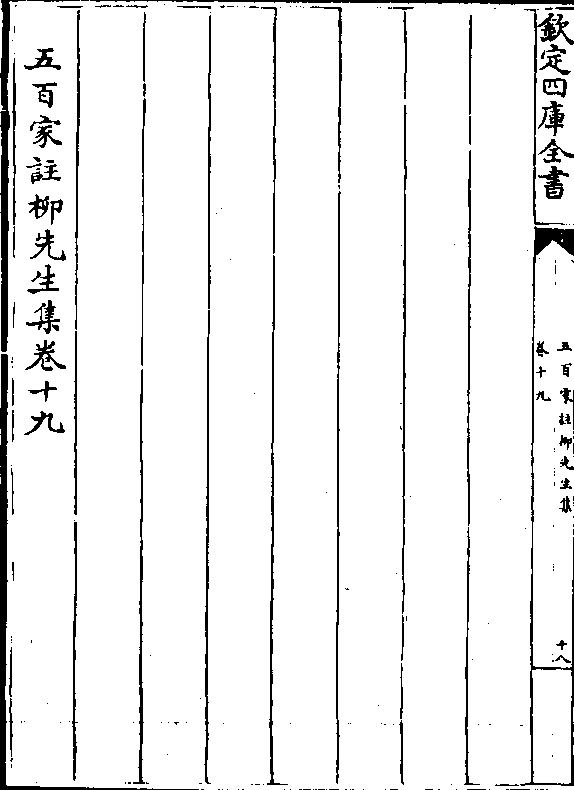 欽定四庫全書
五百家註柳先生集
卷十九
十八
五百家註柳先生集卷十九